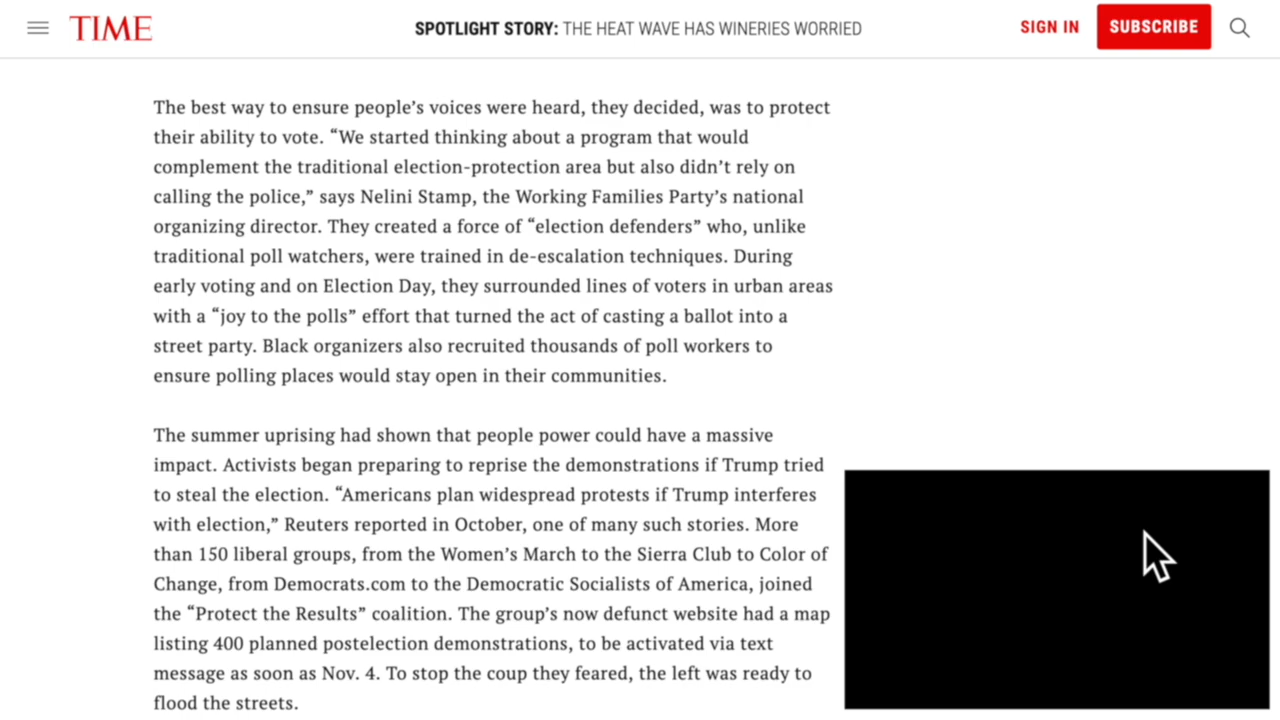 TIME
SPOTLIGHT STORY: THE HEAT WAVE HAS WINERIES WORRIED
SIGN IN
SUBSCRIBE
The best way to ensure people’s voices were heard, they decided, was to protect
their ability to vote. “We started thinking about a program that would
complement the traditional election-protection area but also didn’t rely on
calling the police,” says Nelini Stamp, the Working Families Party’s national
organizing director. They created a force of “election defenders” who, unlike
traditional poll watchers, were trained in de-escalation techniques. During
early voting and on Election Day, they surrounded lines of voters in urban areas
with a “joy to the polls” effort that turned the act of casting a ballot into a
street party. Black organizers also recruited thousands of poll workers to
ensure polling places would stay open in their communities.
The summer uprising had shown that people power could have a massive
impact. Activists began preparing to reprise the demonstrations if Trump tried
to steal the election. “Americans plan widespread protests if Trump interferes
with election,” Reuters reported in October, one of many such stories. More
than 150 liberal groups, from the Women’s March to the Sierra Club to Color of
Change, from Democrats.com to the Democratic Socialists of America, joined
the “Protect the Results” coalition. The group’s now defunct website had a map
listing 400 planned postelection demonstrations, to be activated via text
message as soon as Nov. 4. To stop the coup they feared, the left was ready to
flood the streets.